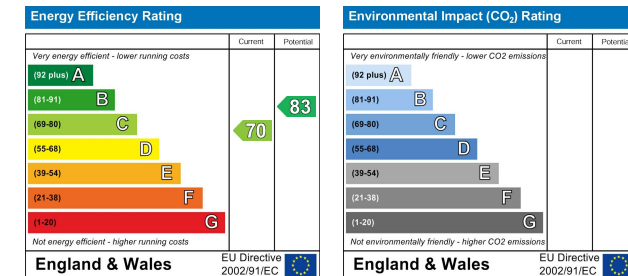 Energy Efficiency Rating
Current Potential
Very energy efficient - lower running costs
(92 plus) A
(81-91) B
83
(69-80) C
70
(55-68) D
(39-54) E
(21-38) F
(1-20) G
Not energy efficient - higher running costs
England & Wales
EU Directive
2002/91/EC
Environmental Impact (CO₂) Rating
Current Potential
Very environmentally friendly - lower CO2 emissions
(92 plus) A
(81-91) B
(69-80) C
(55-68) D
(39-54) E
(21-38) F
(1-20) G
Not environmentally friendly - higher CO2 emissions
England & Wales
EU Directive
2002/91/EC